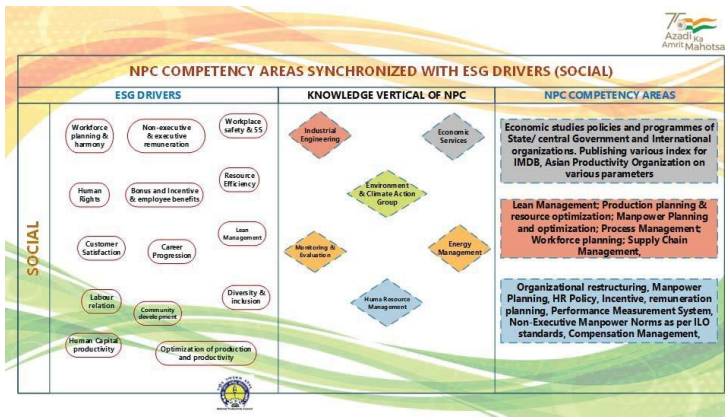 75
Azadi Ka
Amrit Mahotsa
NPC COMPETENCY AREAS SYNCHRONIZED WITH ESG DRIVERS (SOCIAL)
ESG DRIVERS
KNOWLEDGE VERTICAL OF NPC
NPC COMPETENCY AREAS
SOCIAL
Workforce
planning &
harmony
Non-executive
& executive
remuneration
Workplace
safety & 5S
Human
Rights
Bonus and Incentive
& employee benefits
Resource
Efficiency
Customer
Satisfaction
Career
Progression
Lean
Management
Labour
relation
Community
development
Diversity &
inclusion
Human Capital
productivity
Optimization of production
and productivity
Industrial
Engineering
Economic
Services
Environment
& Climate Action
Group
Monitoring &
Evaluation
Energy
Management
Huma Resource
Management
Economic studies policies and programmes of
State/ central Government and International
organizations. Publishing various index for
IMDB, Asian Productivity Organization on
various parameters
Lean Management; Production planning &
resource optimization; Manpower Planning
and optimization; Process Management;
Workforce planning; Supply Chain
Management,
Organizational restructuring, Manpower
Planning, HR Policy, Incentive, remuneration
planning, Performance Measurement System,
Non-Executive Manpower Norms as per ILO
standards, Compensation Management,
National Productivity Council